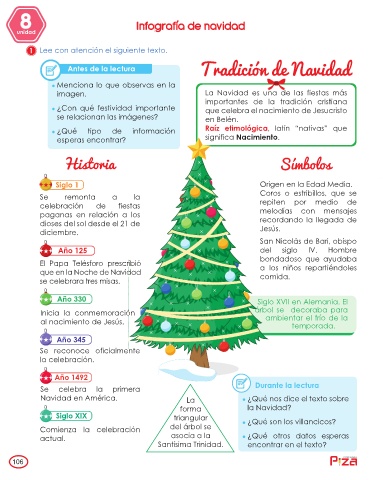 8
unidad
Infografía de navidad
1 Lee con atención el siguiente texto.
Antes de la lectura
Menciona lo que observas en la
imagen.
¿Con qué festividad importante
se relacionan las imágenes?
¿Qué tipo de información
esperas encontrar?
Tradición de Navidad
La Navidad es una de las fiestas más
importantes de la tradición cristiana
que celebra el nacimiento de Jesucristo
en Belén.
Raíz etimológica, latín "nativas" que
significa Nacimiento.
Historia
Siglo 1
Se remonta a la
celebración de fiestas
paganas en relación a los
dioses del sol desde el 21 de
diciembre.
Año 125
El Papa Telésforo prescribió
que en la Noche de Navidad
se celebrara tres misas.
Año 330
Inicia la conmemoración
al nacimiento de Jesús.
Año 345
Se reconoce oficialmente
la celebración.
Año 1492
Se celebra la primera
Navidad en América.
Siglo XIX
Comienza la celebración
actual.
Símbolos
Origen en la Edad Media.
Coros o estribillos, que se
repiten por medio de
melodías con mensajes
recordando la llegada de
Jesús.
San Nicolás de Bari, obispo
del siglo IV. Hombre
bondadoso que ayudaba
a los niños repartiéndoles
comida.
Siglo XVII en Alemania. El
árbol se decoraba para
ambientar el frío de la
temporada.
La
forma
triangular
del árbol se
asocia a la
Santísima Trinidad.
Durante la lectura
¿Qué nos dice el texto sobre
la Navidad?
¿Qué son los villancicos?
¿Qué otros datos esperas
encontrar en el texto?
106
Piza